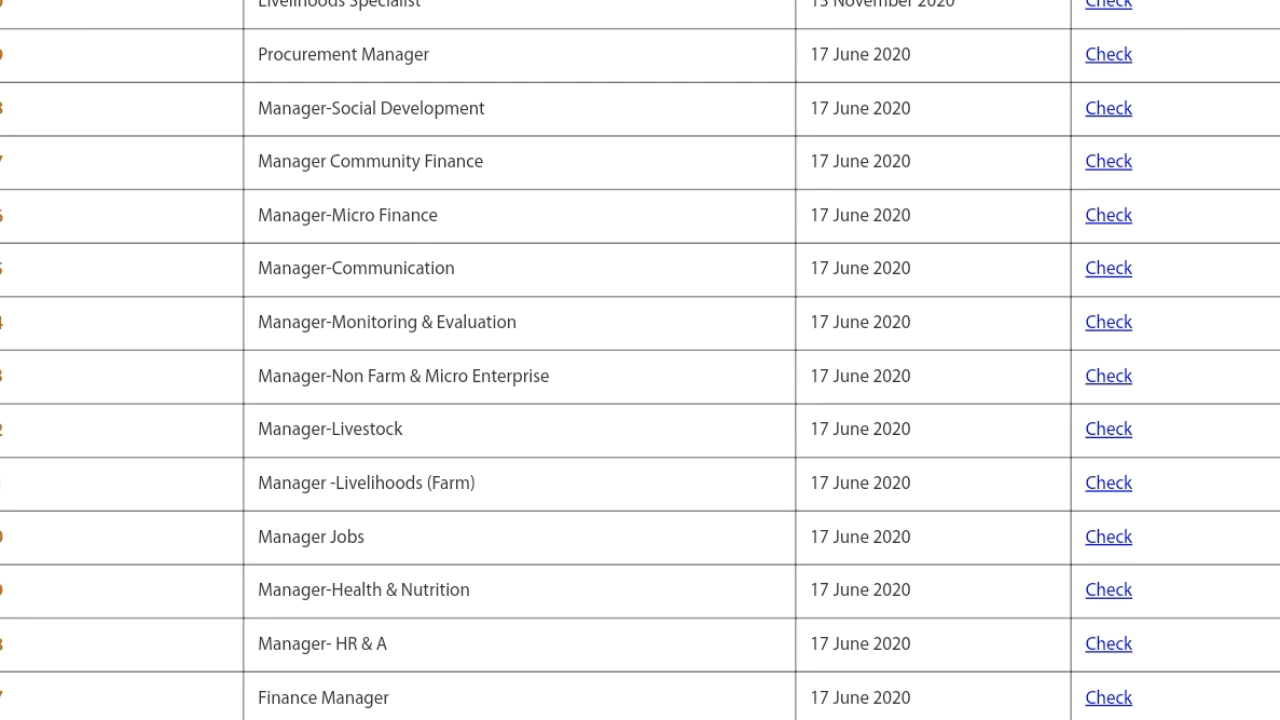 Livelihoods Specialist 13 November 2020 Check
Procurement Manager 17 June 2020 Check
Manager-Social Development 17 June 2020 Check
Manager Community Finance 17 June 2020 Check
Manager-Micro Finance 17 June 2020 Check
Manager-Communication 17 June 2020 Check
Manager-Monitoring & Evaluation 17 June 2020 Check
Manager-Non Farm & Micro Enterprise 17 June 2020 Check
Manager-Livestock 17 June 2020 Check
Manager -Livelihoods (Farm) 17 June 2020 Check
Manager Jobs 17 June 2020 Check
Manager-Health & Nutrition 17 June 2020 Check
Manager- HR & A 17 June 2020 Check
Finance Manager 17 June 2020 Check